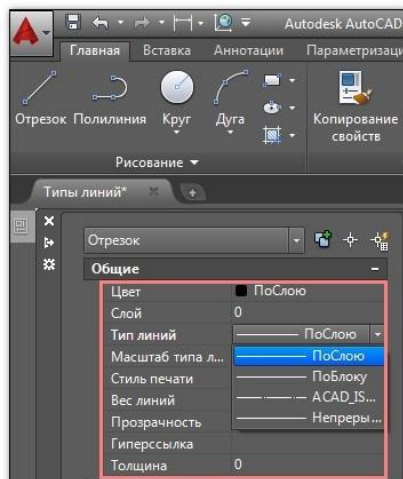 Autodesk AutoCAD
Главная Вставка Аннотации Параметризаци
Отрезок Полилиния Круг Дуга Копирование свойств
Рисование
Типы линий*
Отрезок
Общие
Цвет ПоСлою
Слой 0
Тип линий ПоСлою
Масштаб типа л... ПоСлою
Стиль печати ПоБлоку
Вес линий ACAD_IS...
Прозрачность Непреры...
Гиперссылка
Толщина 0